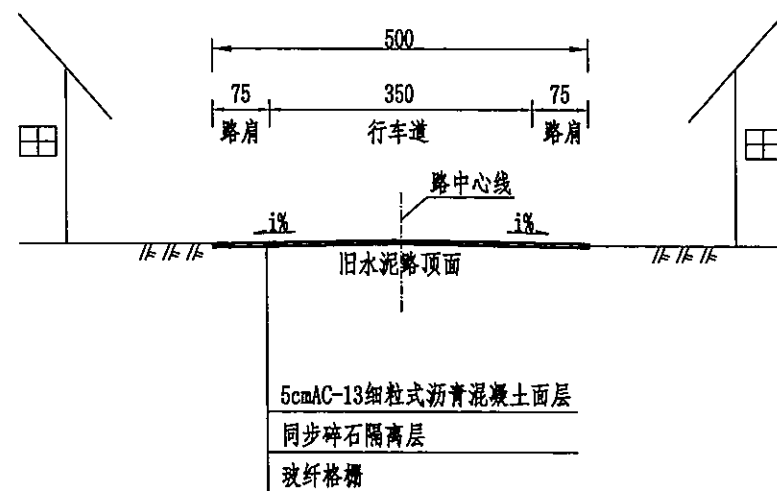 500
75 350 75
路肩 行车道 路肩
路中心线
i% i%
旧水泥路顶面
5cmAC-13细粒式沥青混凝土面层
同步碎石隔离层
玻纤格栅